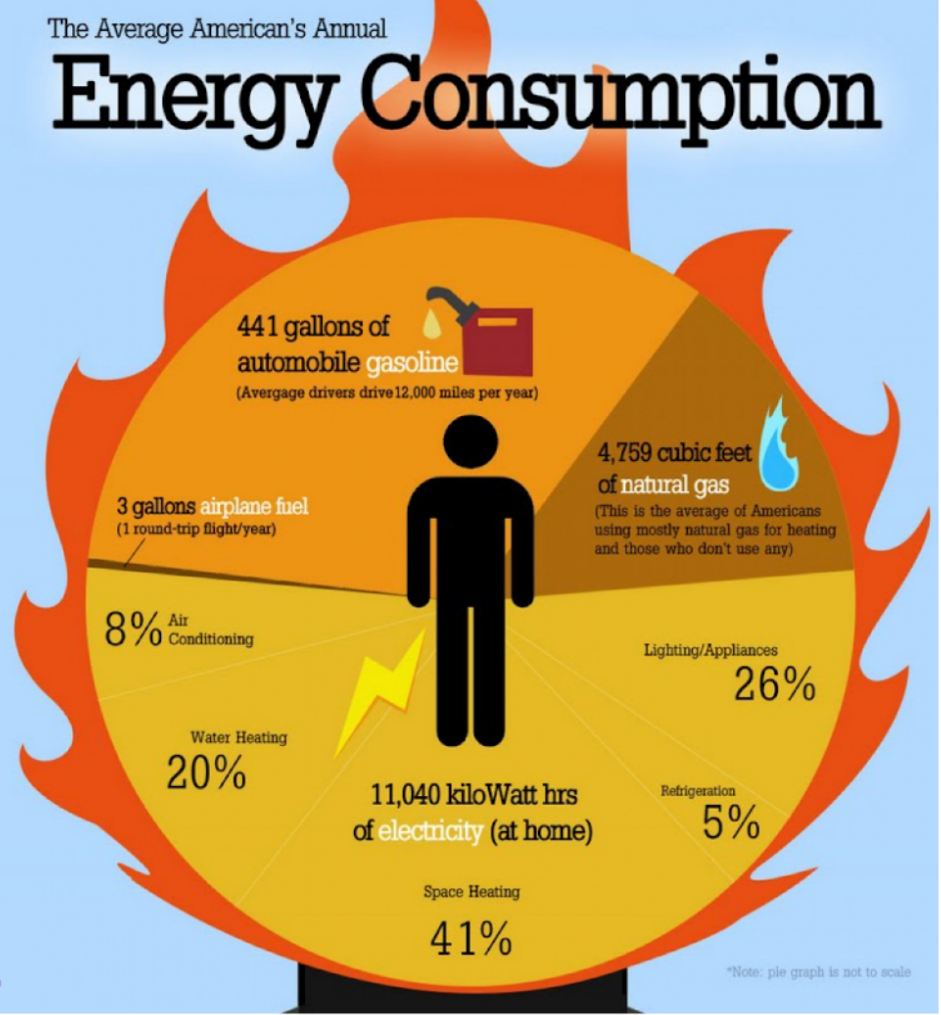 The Average American's Annual
Energy Consumption
441 gallons of
automobile gasoline
(Avergage drivers drive 12,000 miles per year)
4,759 cubic feet
of natural gas
(This is the average of Americans
using mostly natural gas for heating
and those who don't use any)
3 gallons airplane fuel
(1 round-trip flight/year)
8% Air
Conditioning
Lighting/Appliances
26%
Water Heating
20%
11,040 kiloWatt hrs
of electricity (at home)
Refrigeration
5%
Space Heating
41%
*Note: pie graph is not to scale